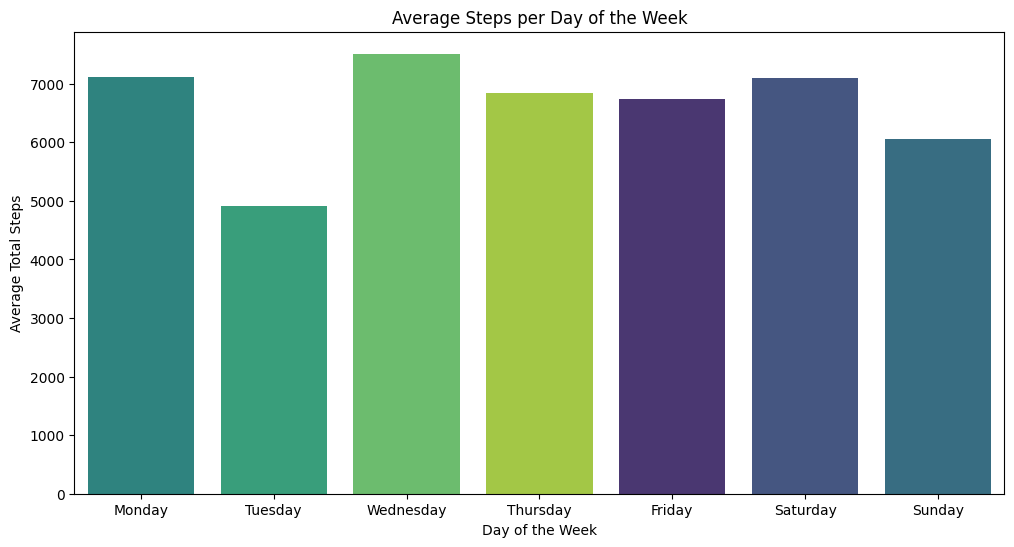 Average Steps per Day of the Week
Average Total Steps
7000
6000
5000
4000
3000
2000
1000
0
Monday Tuesday Wednesday Thursday Friday Saturday Sunday
Day of the Week